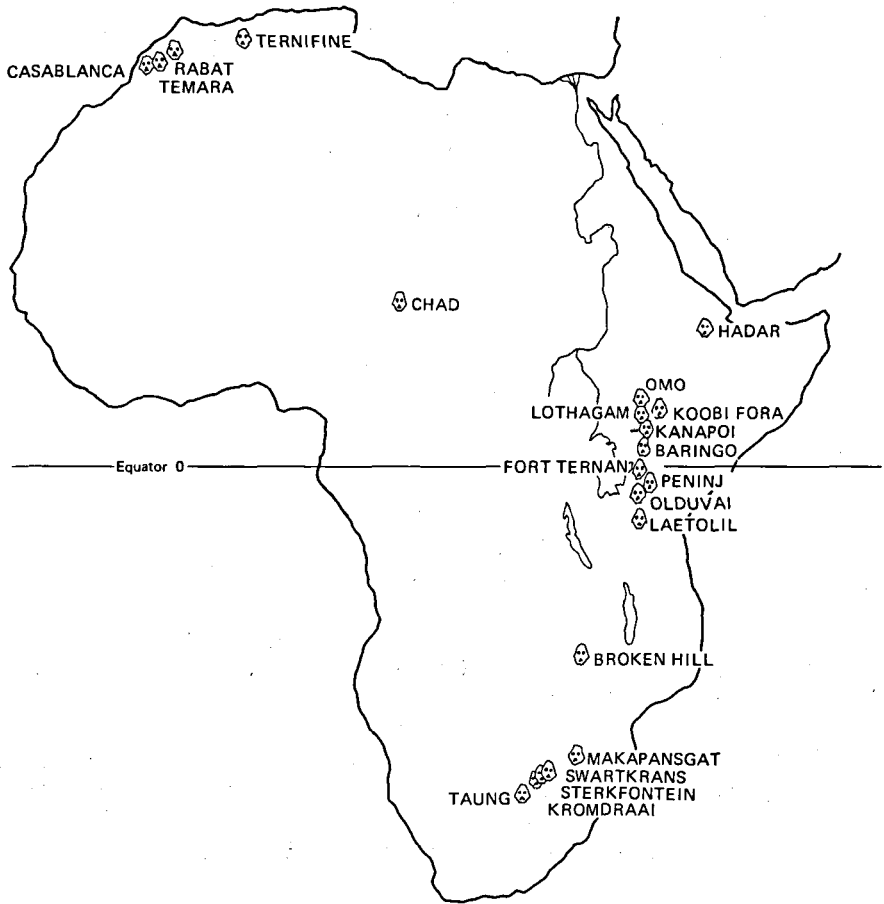 TERNIFINE
CASABLANCA
RABAT
TEMARA
CHAD
HADAR
OMO
LOTHAGAM
KOOBI FORA
KANAPOI
BARINGO
Equator 0
FORT TERNAN
PENINJ
OLDUVAI
LAETOLIL
BROKEN HILL
MAKAPANSGAT
SWARTKRANS
STERKFONTEIN
TAUNG
KROMDRAAI